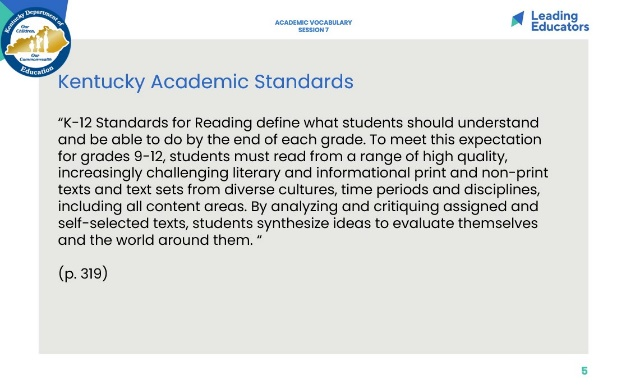 Kentucky Department of
Our
Children,
Our
Commonwealth
Education
ACADEMIC VOCABULARY
SESSION 7
Leading
Educators
Kentucky Academic Standards
“K-12 Standards for Reading define what students should understand
and be able to do by the end of each grade. To meet this expectation
for grades 9-12, students must read from a range of high quality,
increasingly challenging literary and informational print and non-print
texts and text sets from diverse cultures, time periods and disciplines,
including all content areas. By analyzing and critiquing assigned and
self-selected texts, students synthesize ideas to evaluate themselves
and the world around them. “
(p. 319)
5